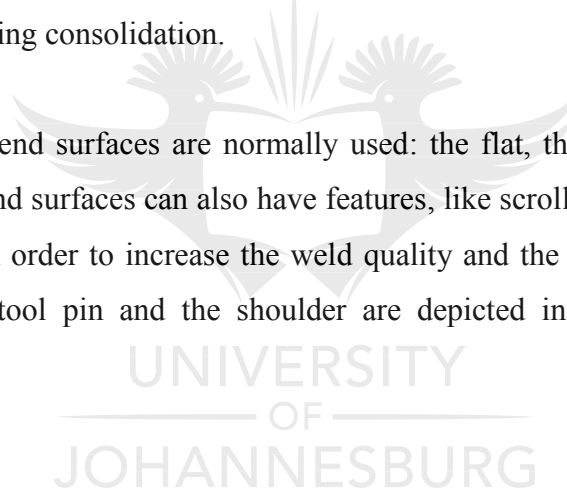 ing consolidation.
end surfaces are normally used: the flat, th
nd surfaces can also have features, like scroll
order to increase the weld quality and the
tool pin and the shoulder are depicted in
UNIVERSITY
OF
JOHANNESBURG